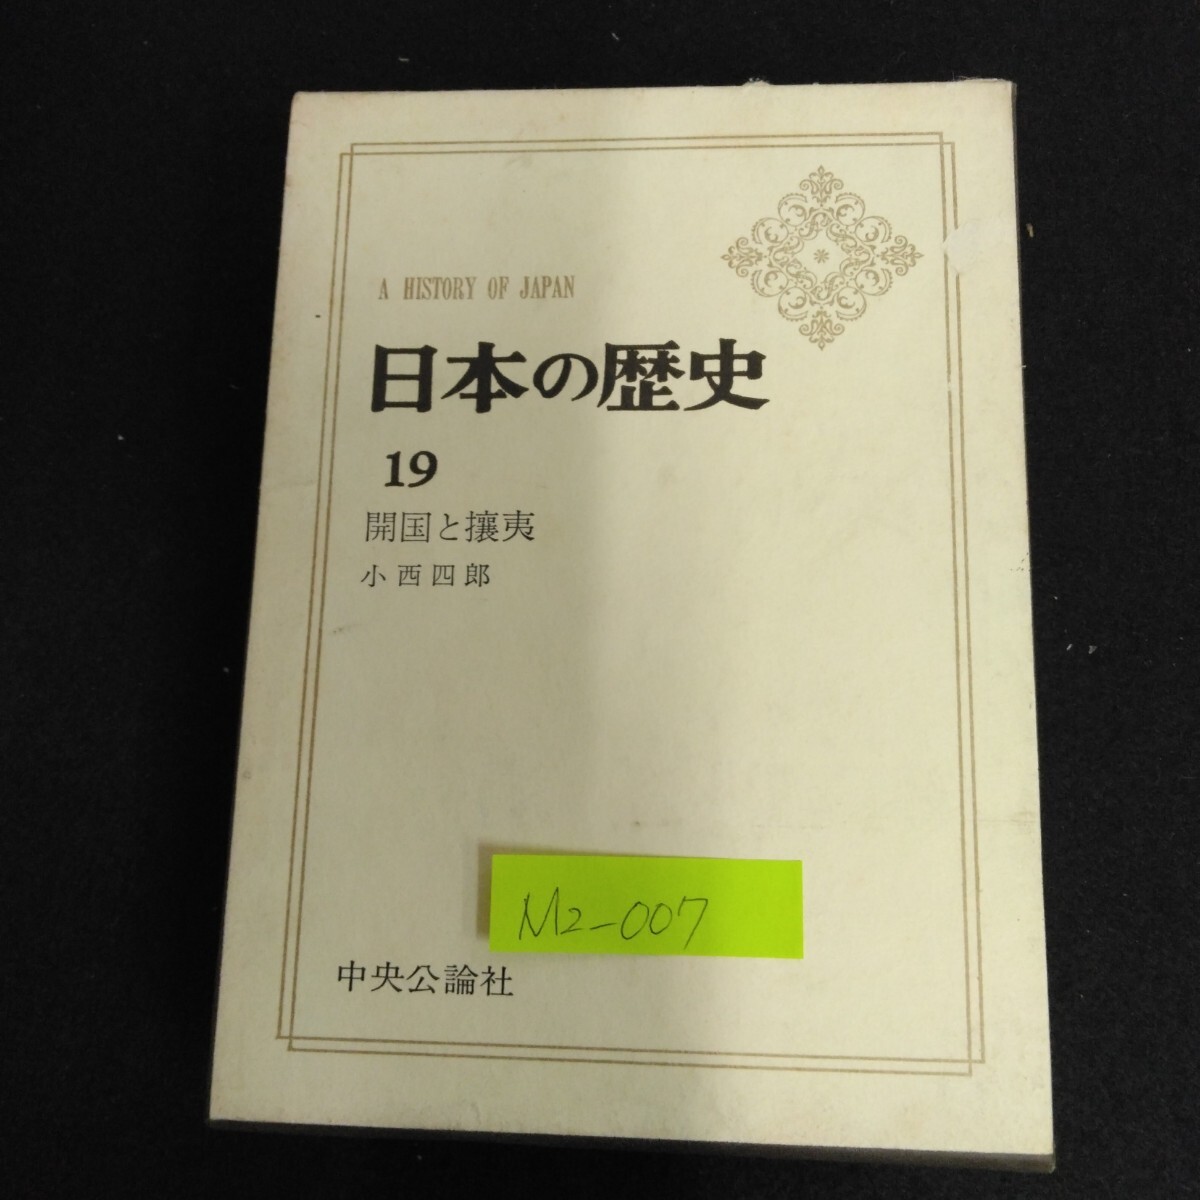 A HISTORY OF JAPAN
日本の歴史
19
開国と攘夷
小西四郎
M2-007
中央公論社